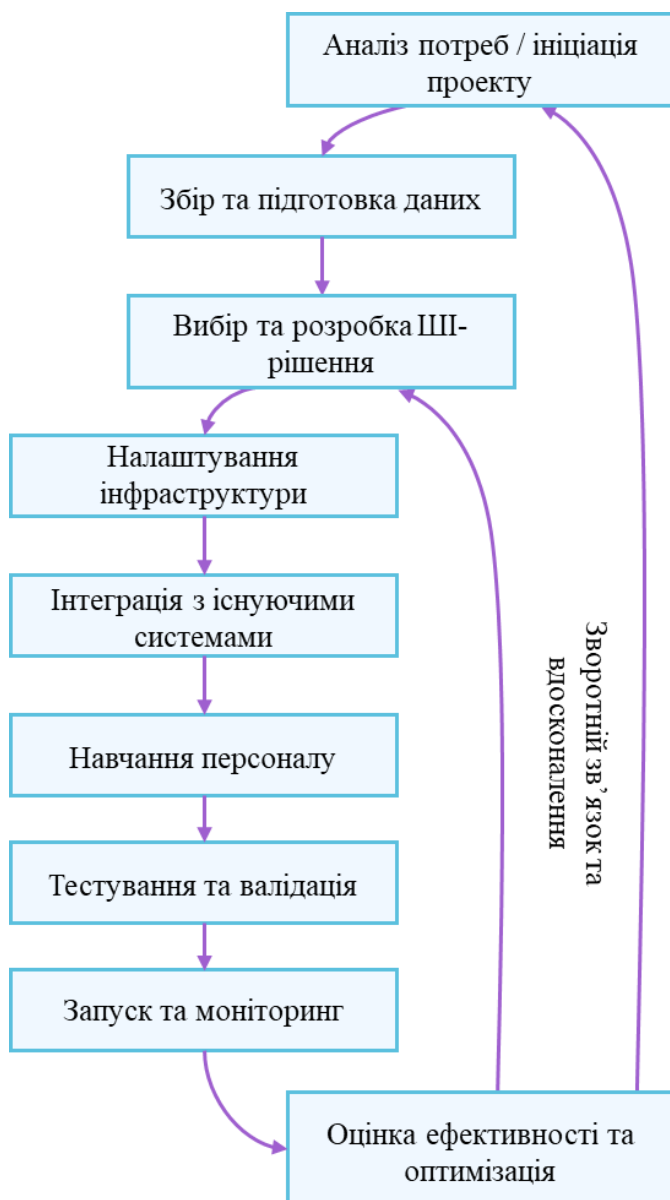 Аналіз потреб / ініціація
проекту
Збір та підготовка даних
Вибір та розробка ШІ-
рішення
Налаштування
інфраструктури
Інтеграція з існуючими
системами
Навчання персоналу
Тестування та валідація
Запуск та моніторинг
Оцінка ефективності та
оптимізація
Зворотній зв’язок та
вдосконалення